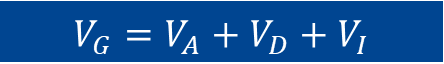 V_G = V_A + V_D + V_I